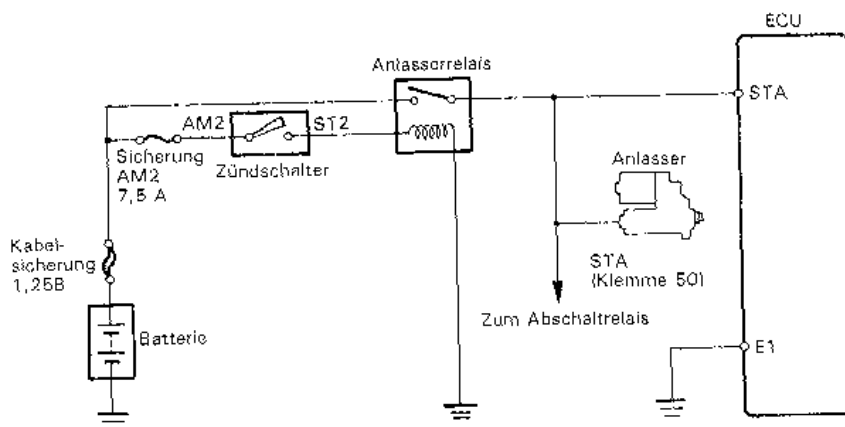 ECU
Anlasserrelais
STA
AM2
ST2
Sicherung
AM2
7,5 A
Zündschalter
Anlasser
Kabel-
sicherung
1,25B
STA
(Klemme 50)
Zum Abschaltrelais
Batterie
E1